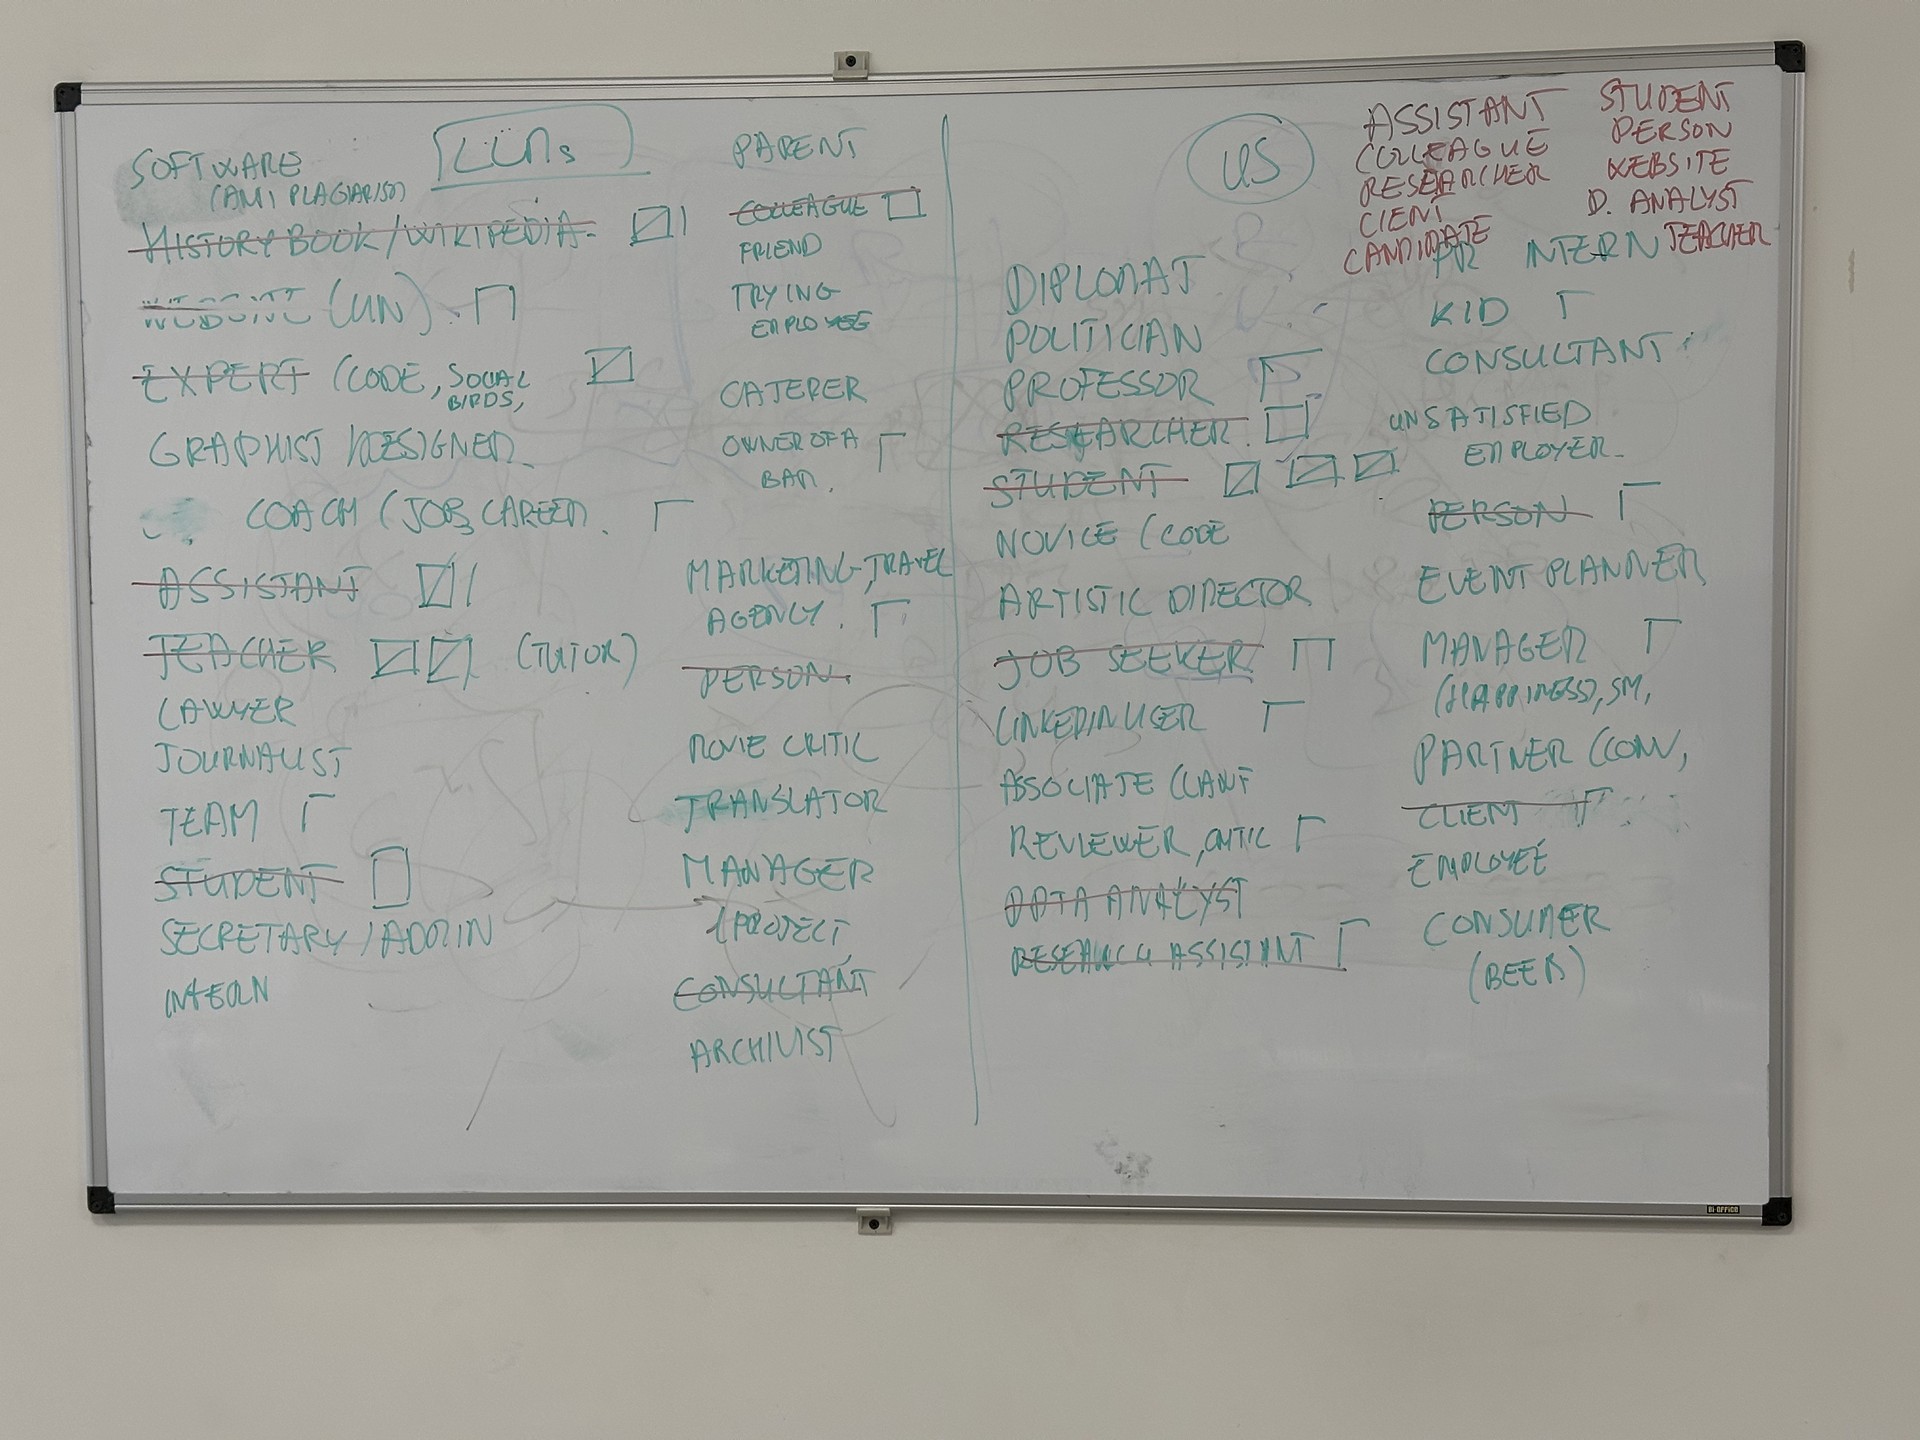 LLMs
SOFTWARE
(AMI PLAGIARIST)
HISTORY BOOK / WIKIPEDIA
(UN)
EXPERT (CODE, SOCIAL
BIRDS,
GRAPHIST / DESIGNER
COACH (JOB, CAREER.
ASSISTANT
TEACHER (TUTOR)
LAWYER
JOURNALIST
TEAM
STUDENT
SECRETARY / ADMIN
INTERN
PARENT
COLLEAGUE
FRIEND
TRYING
EMPLOYEE
CATERER
OWNER OF A
BAR.
MARKETING, TRAVEL
AGENCY.
PERSON.
MOVIE CRITIC
TRANSLATOR
MANAGER
(PROJECT
CONSULTANT
ARCHIVIST
US
DIPLOMAT
POLITICIAN
PROFESSOR
RESEARCHER.
STUDENT
NOVICE (CODE
ARTISTIC DIRECTOR
JOB SEEKER
LINKEDIN USER
ASSOCIATE (LAW F
REVIEWER, CRITIC
DATA ANALYST
RESEARCH ASSISTANT
ASSISTANT
COLLEAGUE
RESEARCHER
CLIENT
CANDIDATE
STUDENT
PERSON
WEBSITE
D. ANALYST
TEACHER
PR INTERN
KID
CONSULTANT
UNSATISFIED
EMPLOYER.
PERSON
EVENT PLANNER
MANAGER
(HAPPINESS), SM,
PARTNER (CONV,
CLIENT
EMPLOYEE
CONSUMER
(BEER)
Bi-OFFICE